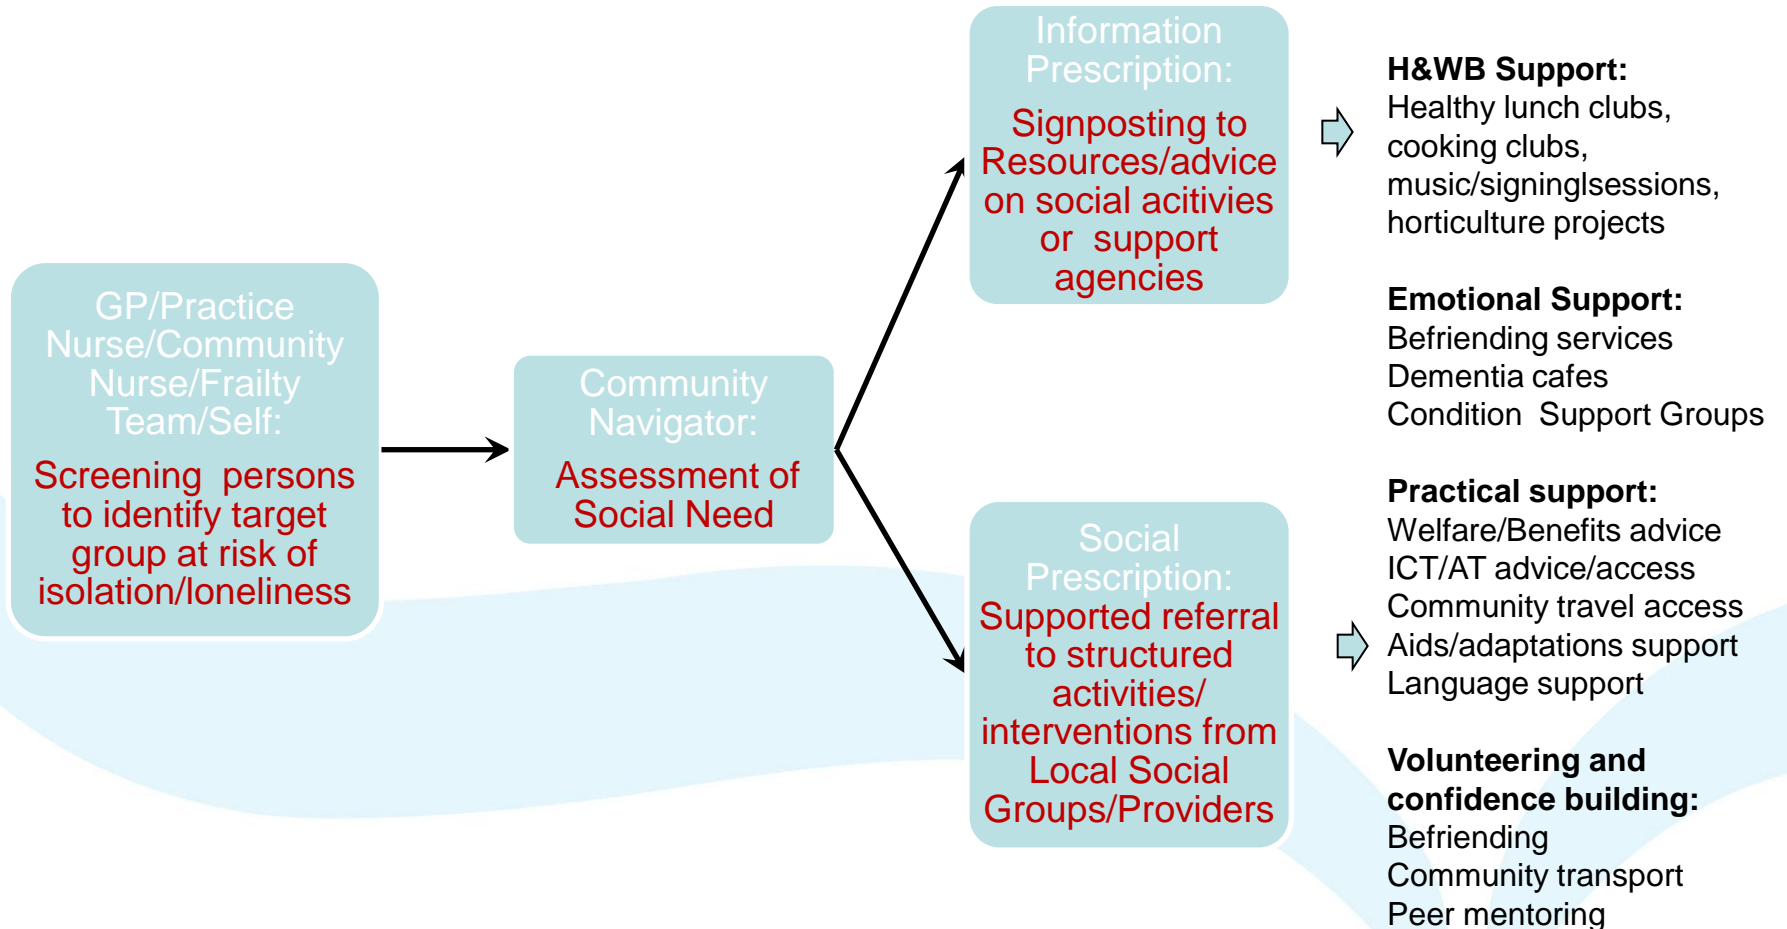 GP/Practice
Nurse/Community
Nurse/Frailty
Team/Self:
Screening persons
to identify target
group at risk of
isolation/loneliness
Community
Navigator:
Assessment of
Social Need
Information
Prescription:
Signposting to
Resources/advice
on social acitivies
or support
agencies
Social
Prescription:
Supported referral
to structured
activities/
interventions from
Local Social
Groups/Providers
H&WB Support:
Healthy lunch clubs,
cooking clubs,
music/signinglsessions,
horticulture projects
Emotional Support:
Befriending services
Dementia cafes
Condition Support Groups
Practical support:
Welfare/Benefits advice
ICT/AT advice/access
Community travel access
Aids/adaptations support
Language support
Volunteering and
confidence building:
Befriending
Community transport
Peer mentoring